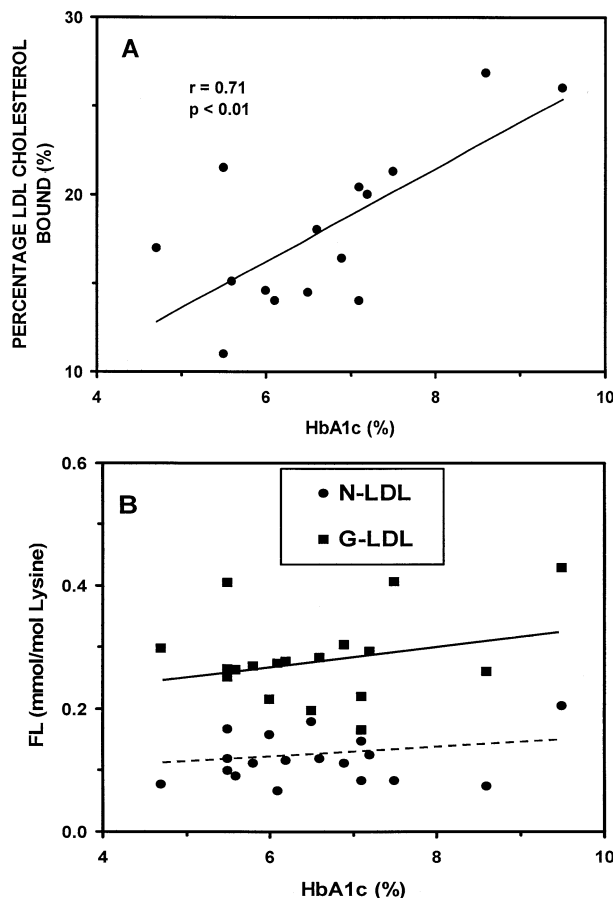 A
r = 0.71
p < 0.01
PERCENTAGE LDL CHOLESTEROL
BOUND (%)
30
20
10
4
6
8
10
HbA1c (%)
B
N-LDL
G-LDL
FL (mmol/mol Lysine)
0.6
0.4
0.2
0.0
4
6
8
10
HbA1c (%)